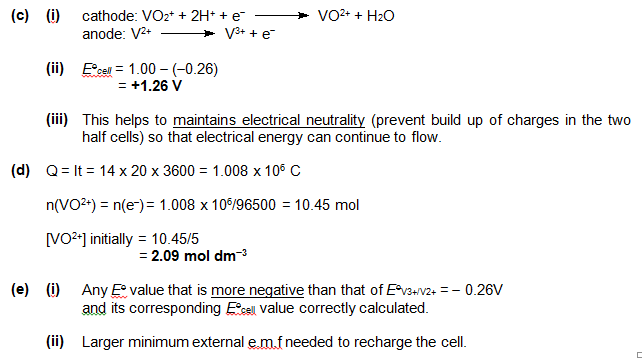 (c) (i) cathode: VO₂⁺ + 2H⁺ + e⁻ ⟶ VO²⁺ + H₂O
anode: V²⁺ ⟶ V³⁺ + e⁻
(ii) E°cell = 1.00 – (–0.26)
= +1.26 V
(iii) This helps to maintains electrical neutrality (prevent build up of charges in the two
half cells) so that electrical energy can continue to flow.
(d) Q = It = 14 x 20 x 3600 = 1.008 x 10⁶ C
n(VO²⁺) = n(e⁻) = 1.008 x 10⁶/96500 = 10.45 mol
[VO²⁺] initially = 10.45/5
= 2.09 mol dm⁻³
(e) (i) Any E° value that is more negative than that of E°V3+/V2+ = – 0.26V
and its corresponding E°cell value correctly calculated.
(ii) Larger minimum external e.m.f needed to recharge the cell.